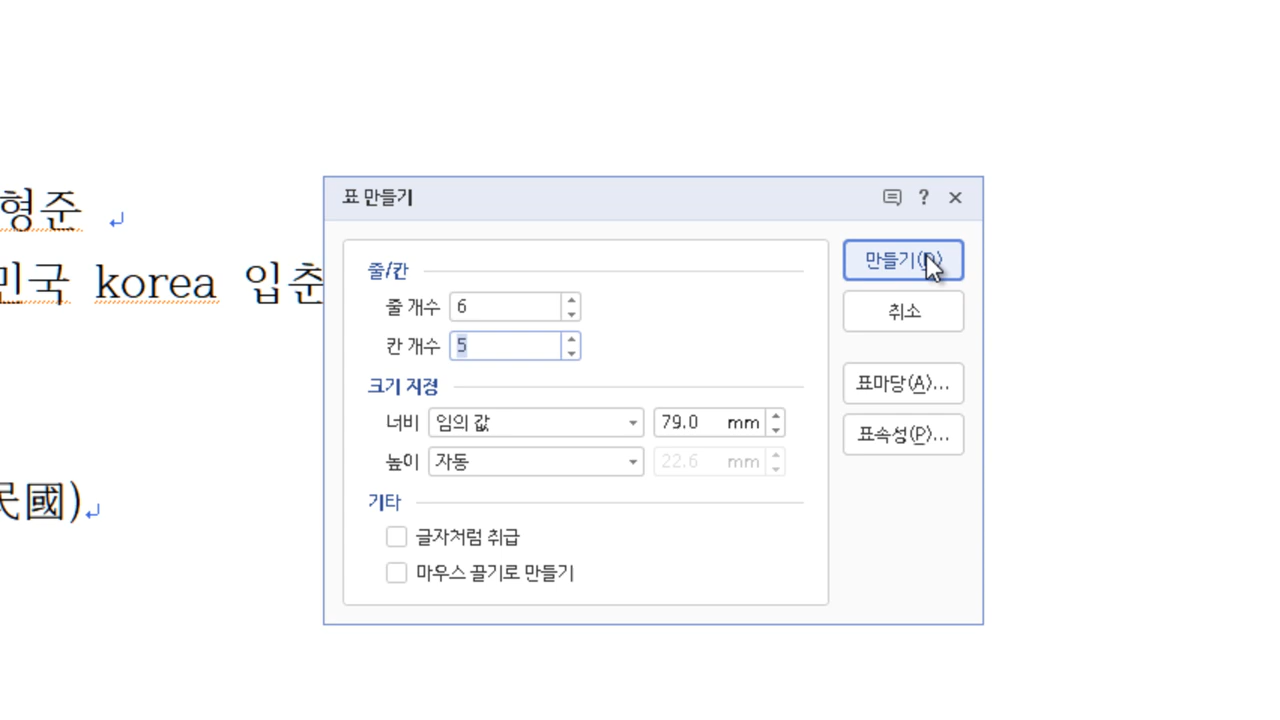 표 만들기
형준
민국 korea 입춘
民國)
줄/칸
줄 개수 6
칸 개수 5
크기 지정
너비 임의 값 79.0 mm
높이 자동 22.6 mm
기타
글자처럼 취급
마우스 끌기로 만들기
만들기(D)
취소
표마당(A)...
표속성(P)...